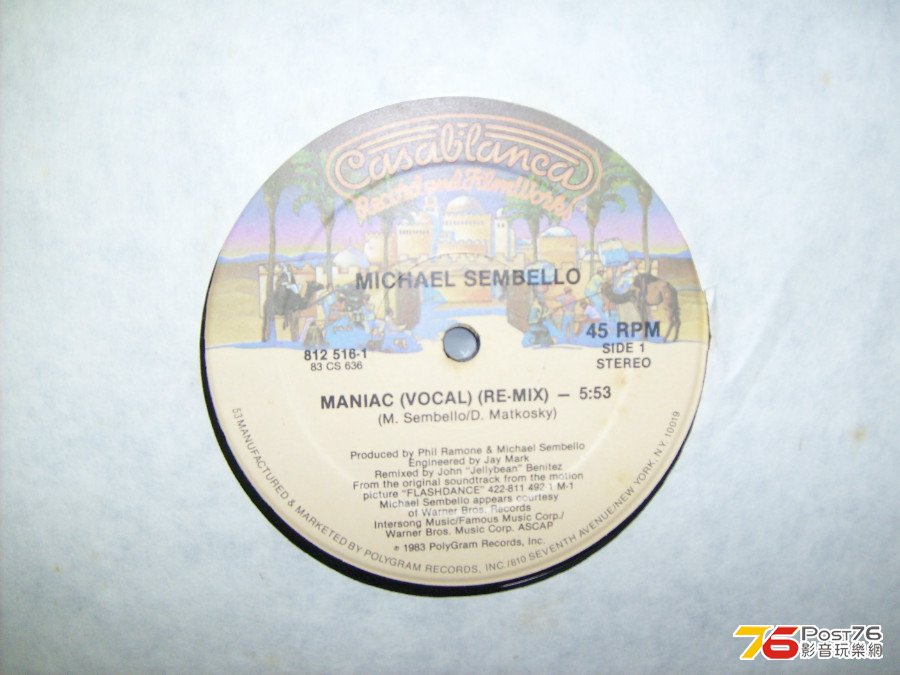 Casablanca
Record and FilmWorks
MICHAEL SEMBELLO
812 516-1
83 CS 636
45 RPM
SIDE 1
STEREO
MANIAC (VOCAL) (RE-MIX) — 5:53
(M. Sembello/D. Matkosky)
Produced by Phil Ramone & Michael Sembello
Engineered by Jay Mark
Remixed by John "Jellybean" Benitez
From the original soundtrack from the motion
picture "FLASHDANCE" 422-811 492 1 M-1
Michael Sembello appears courtesy
of Warner Bros. Records
Intersong Music/Famous Music Corp./
Warner Bros. Music Corp. ASCAP
℗ 1983 PolyGram Records, Inc.
53 MANUFACTURED & MARKETED BY POLYGRAM RECORDS, INC./810 SEVENTH AVENUE/NEW YORK, N.Y. 10019
76 Post76
影音玩樂網